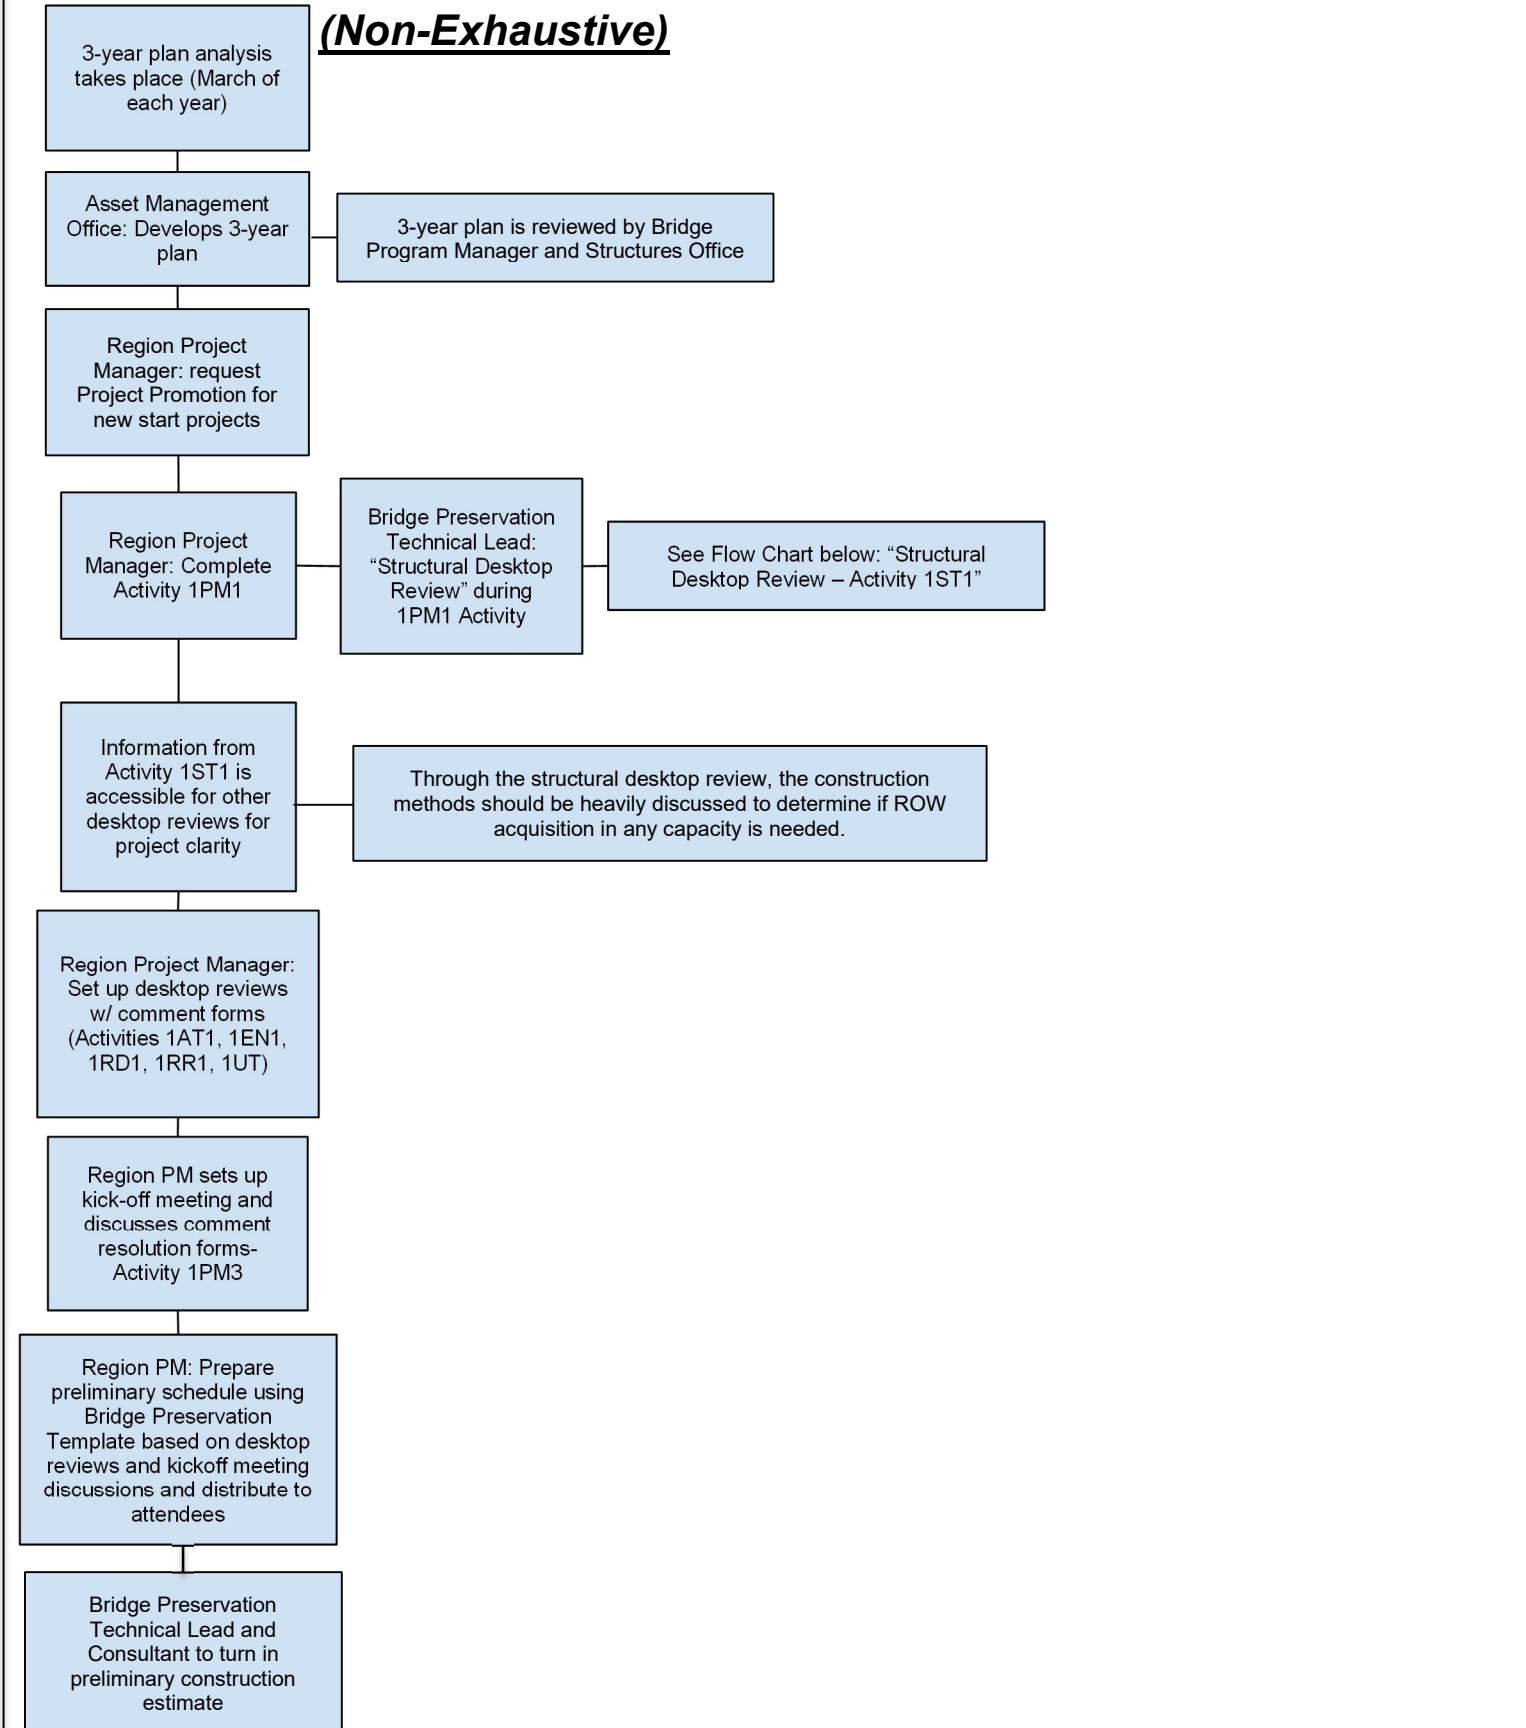 (Non-Exhaustive)
3-year plan analysis
takes place (March of
each year)
Asset Management
Office: Develops 3-year
plan
3-year plan is reviewed by Bridge
Program Manager and Structures Office
Region Project
Manager: request
Project Promotion for
new start projects
Region Project
Manager: Complete
Activity 1PM1
Bridge Preservation
Technical Lead:
“Structural Desktop
Review” during
1PM1 Activity
See Flow Chart below: “Structural
Desktop Review – Activity 1ST1”
Information from
Activity 1ST1 is
accessible for other
desktop reviews for
project clarity
Through the structural desktop review, the construction
methods should be heavily discussed to determine if ROW
acquisition in any capacity is needed.
Region Project Manager:
Set up desktop reviews
w/ comment forms
(Activities 1AT1, 1EN1,
1RD1, 1RR1, 1UT)
Region PM sets up
kick-off meeting and
discusses comment
resolution forms-
Activity 1PM3
Region PM: Prepare
preliminary schedule using
Bridge Preservation
Template based on desktop
reviews and kickoff meeting
discussions and distribute to
attendees
Bridge Preservation
Technical Lead and
Consultant to turn in
preliminary construction
estimate